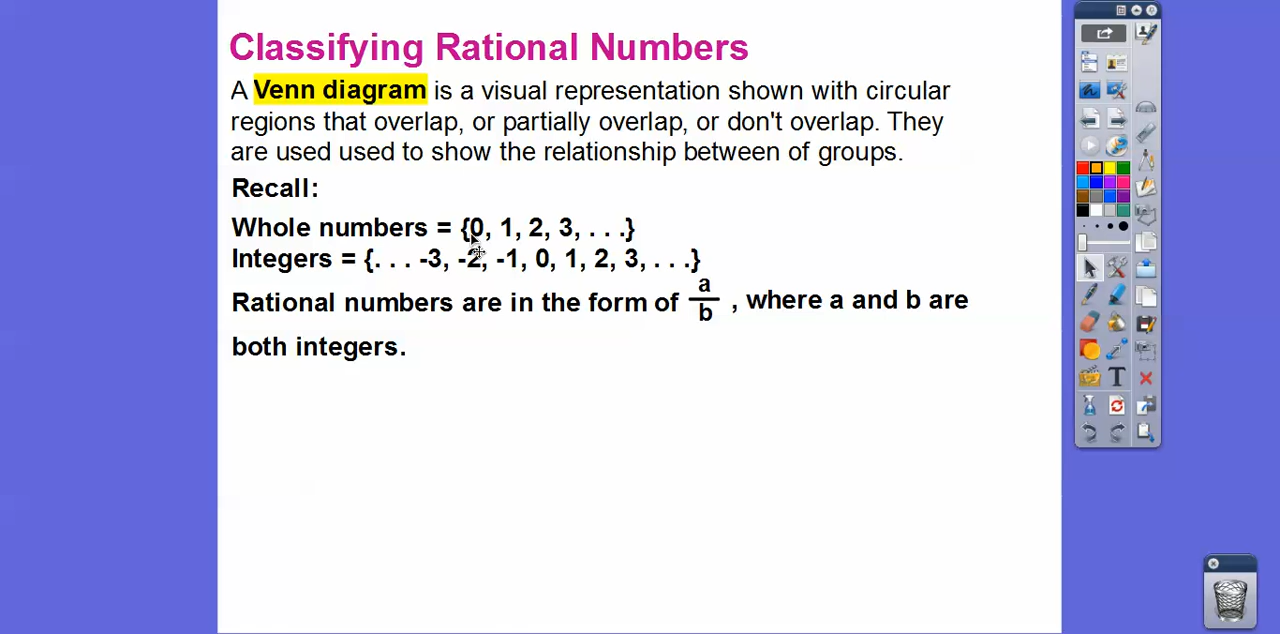 Classifying Rational Numbers
A Venn diagram is a visual representation shown with circular
regions that overlap, or partially overlap, or don't overlap. They
are used used to show the relationship between of groups.
Recall:
Whole numbers = {0, 1, 2, 3, . . .}
Integers = {. . . -3, -2, -1, 0, 1, 2, 3, . . .}
Rational numbers are in the form of a/b , where a and b are
both integers.
T